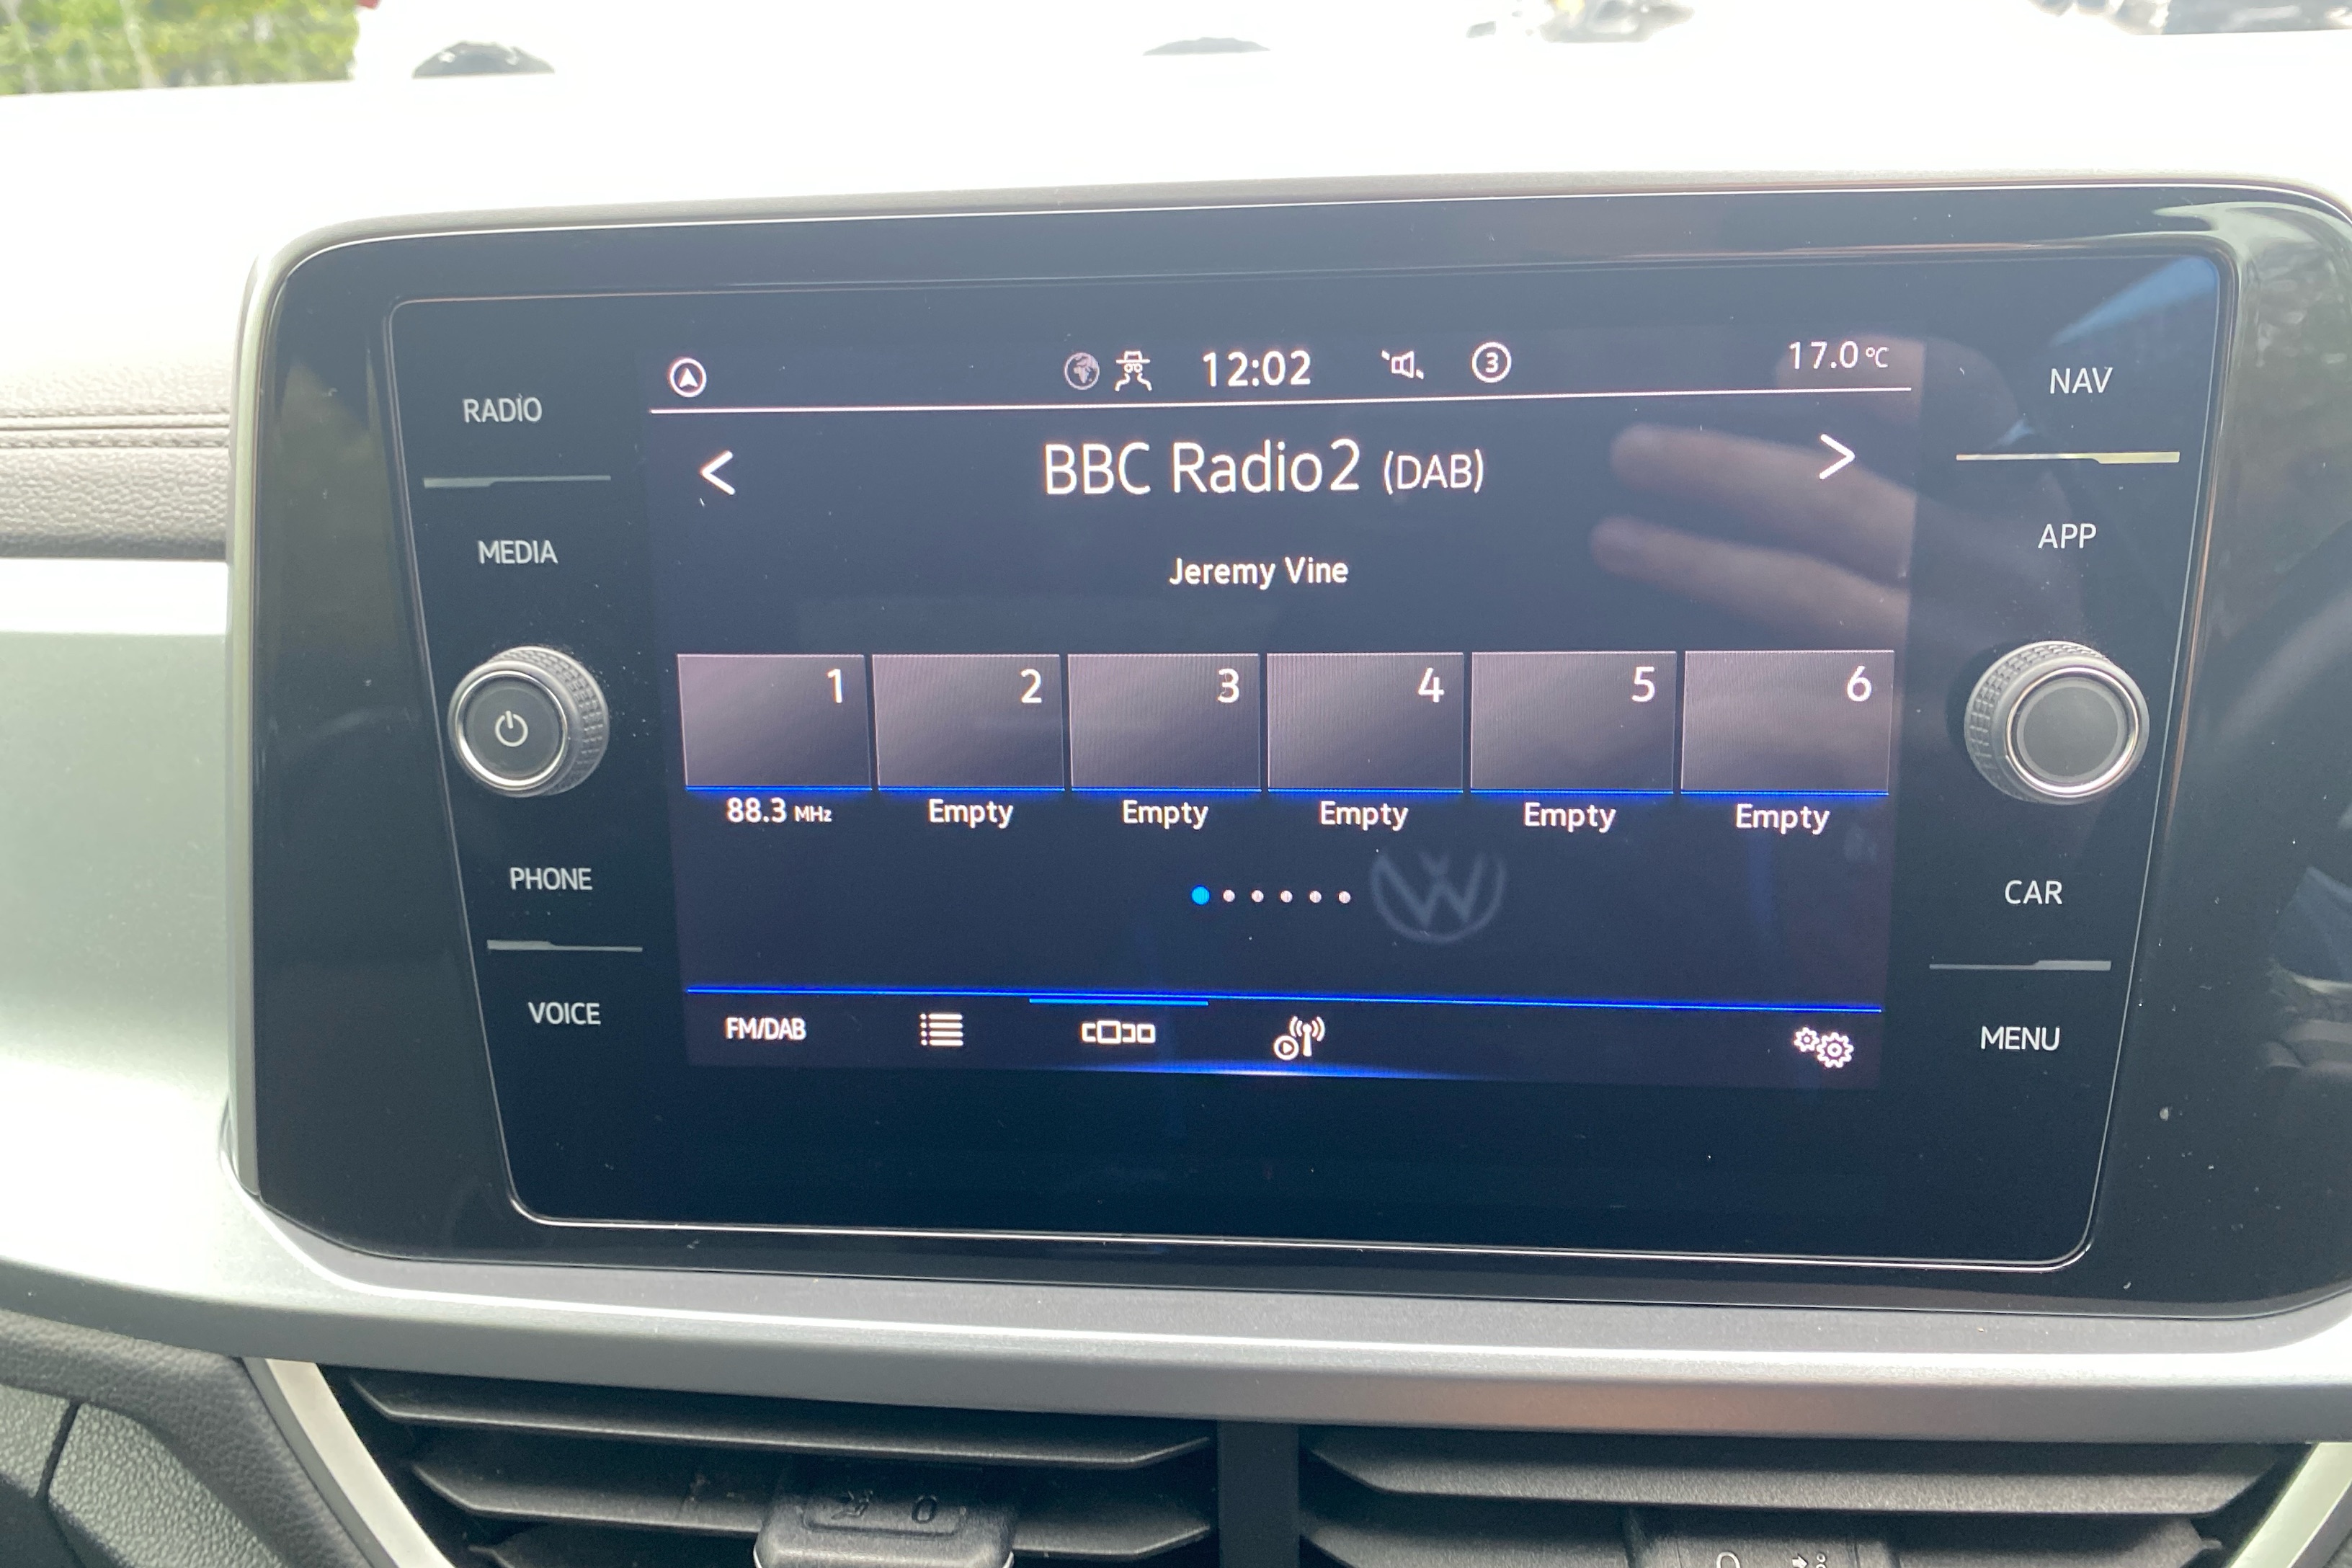 12:02
3
17.0 °C
RADIO
NAV
< BBC Radio2 (DAB) >
MEDIA
APP
Jeremy Vine
1 2 3 4 5 6
88.3 MHz Empty Empty Empty Empty Empty
PHONE
CAR
VOICE
FM/DAB
MENU